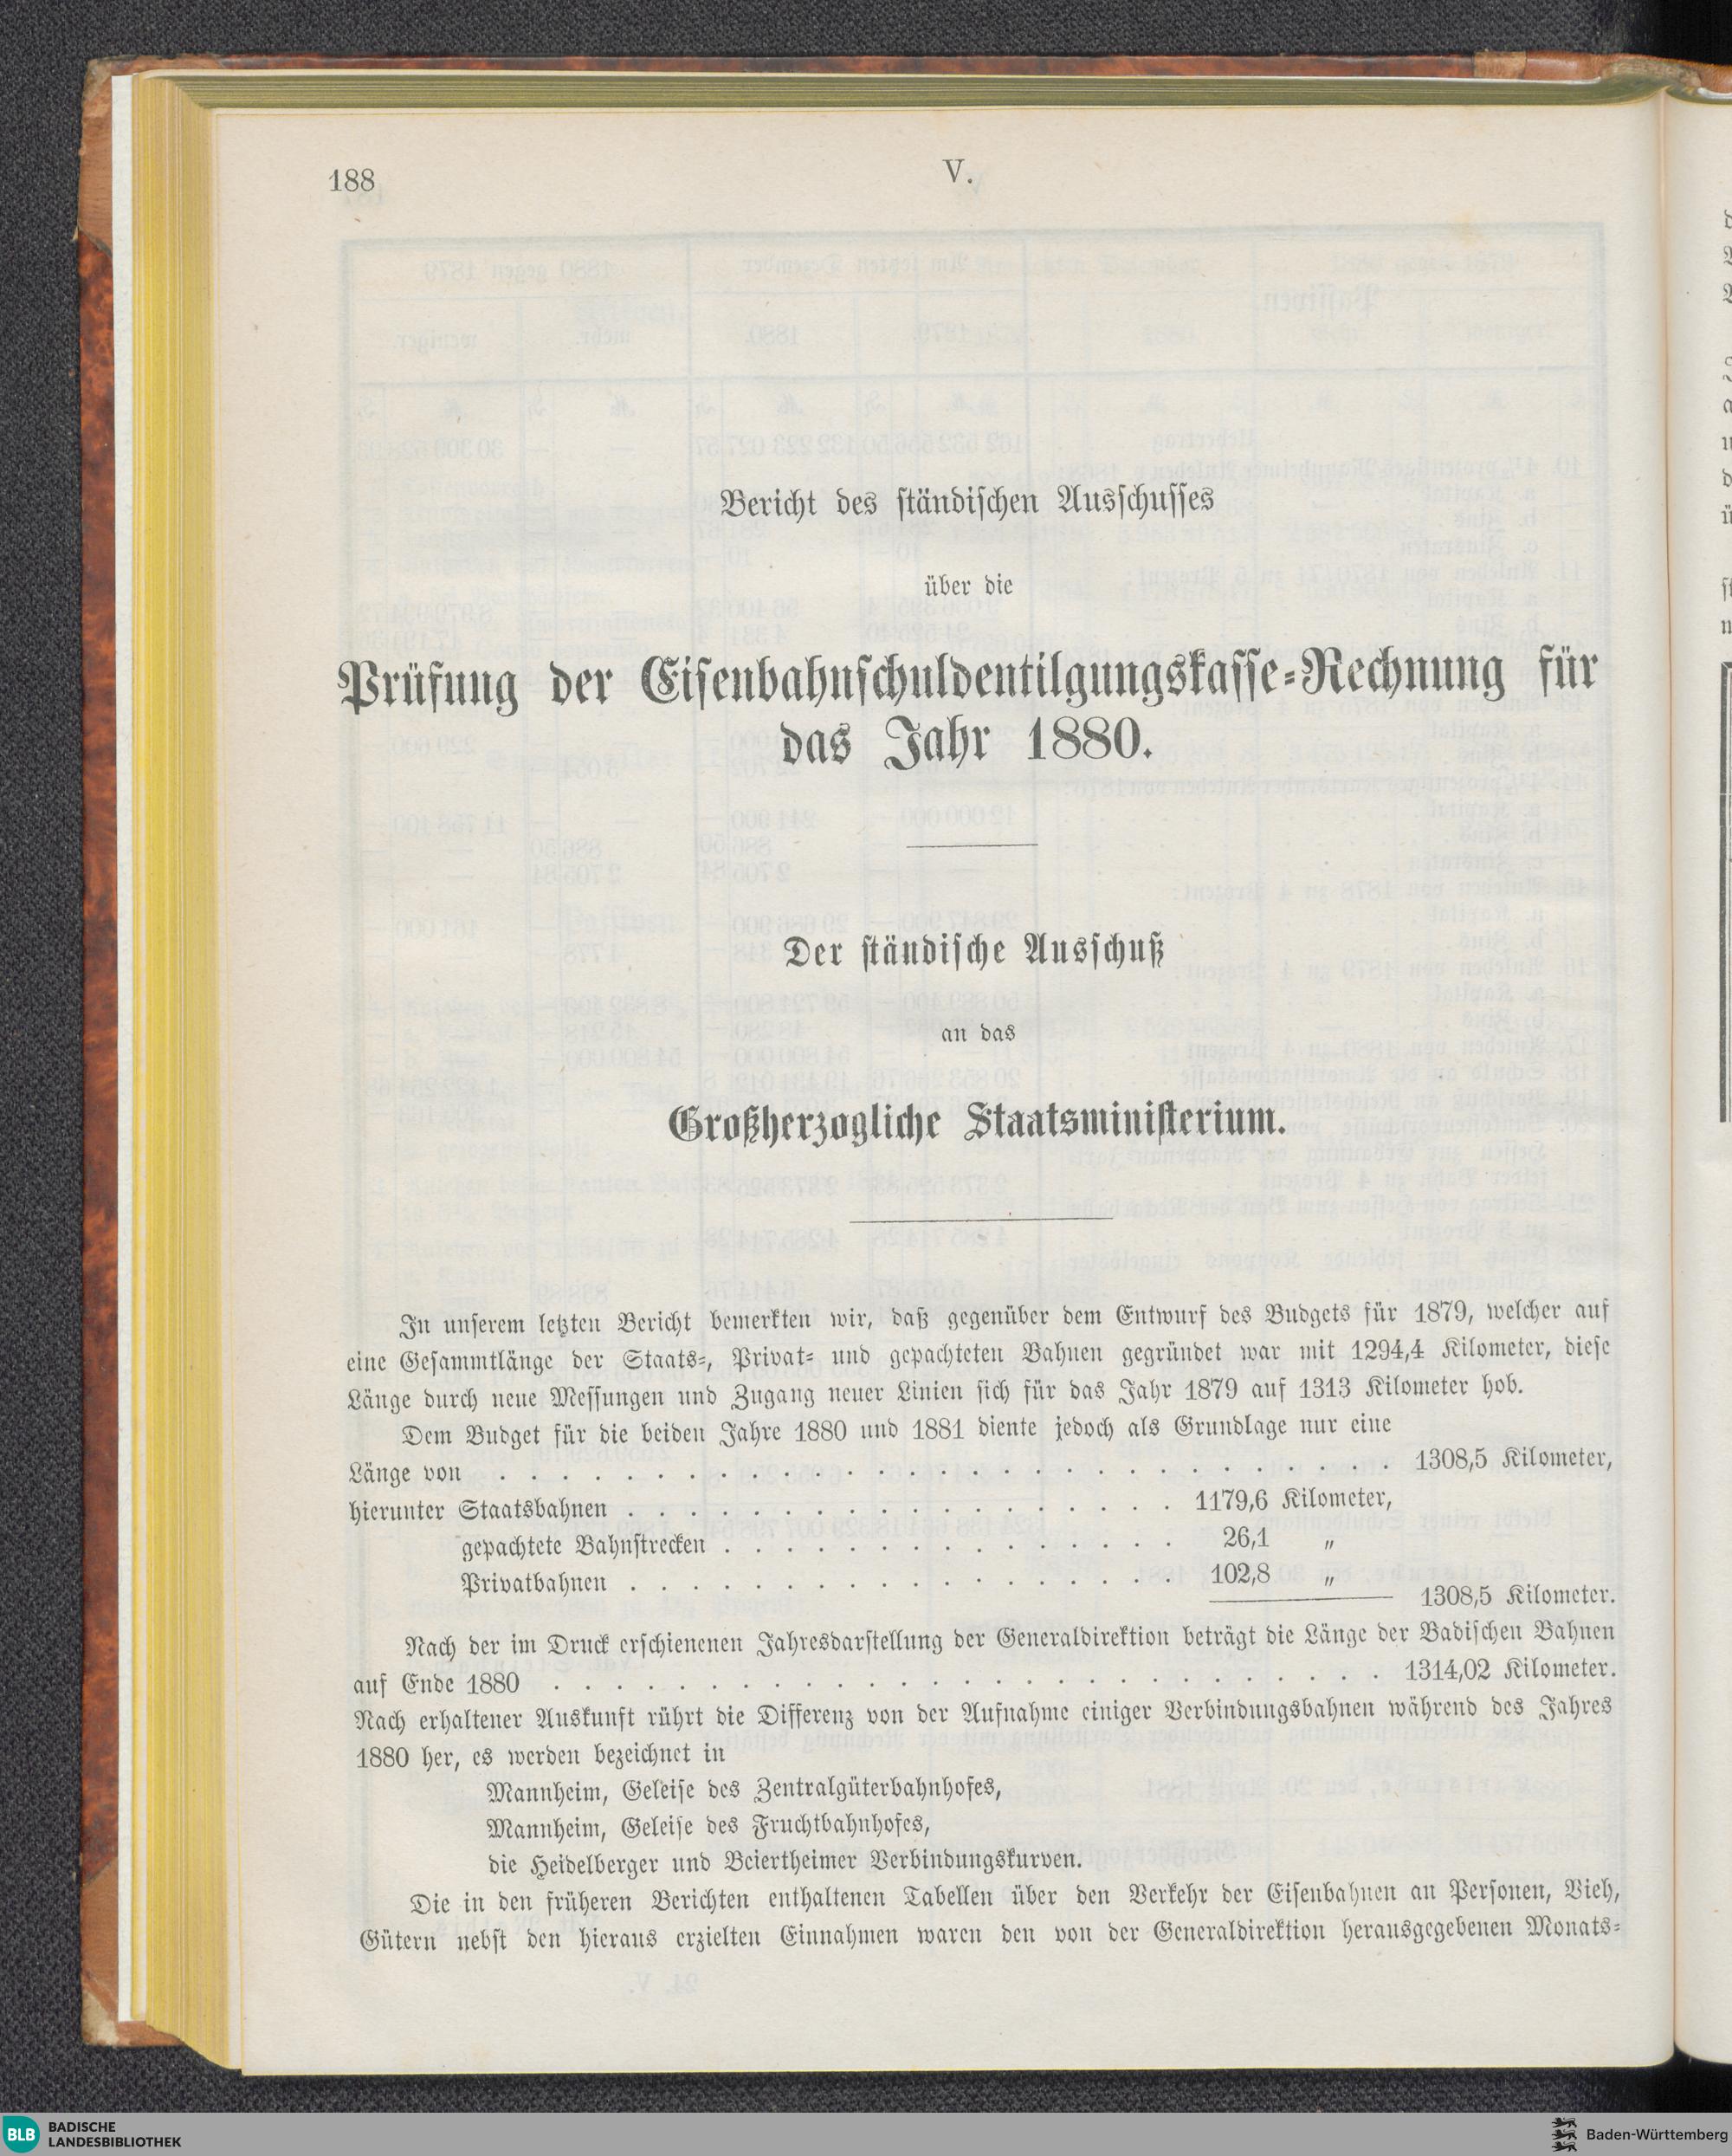 188
V.
Bericht des ständischen Ausschusses
über die
Prüfung der Eisenbahnschuldentilgungskasse-Rechnung für
das Jahr 1880.
Der ständische Ausschuß
an das
Großherzogliche Staatsministerium.
In unserem letzten Bericht bemerkten wir, daß gegenüber dem Entwurf des Budgets für 1879, welcher auf
eine Gesammtlänge der Staats-, Privat- und gepachteten Bahnen gegründet war mit 1294,4 Kilometer, diese
Länge durch neue Messungen und Zugang neuer Linien sich für das Jahr 1879 auf 1313 Kilometer hob.
Dem Budget für die beiden Jahre 1880 und 1881 diente jedoch als Grundlage nur eine
Länge von . . . . . . . . . . . . . . . . . . . . . . . . . . . . . 1308,5 Kilometer,
hierunter Staatsbahnen . . . . . . . . . . . . . . . . . . 1179,6 Kilometer,
gepachtete Bahnstrecken . . . . . . . . . . . . . . . 26,1 „
Privatbahnen . . . . . . . . . . . . . . . . . . 102,8 „
1308,5 Kilometer.
Nach der im Druck erschienenen Jahresdarstellung der Generaldirektion beträgt die Länge der Badischen Bahnen
auf Ende 1880 . . . . . . . . . . . . . . . . . . . . . . . . . . . 1314,02 Kilometer.
Nach erhaltener Auskunft rührt die Differenz von der Aufnahme einiger Verbindungsbahnen während des Jahres
1880 her, es werden bezeichnet in
Mannheim, Geleise des Zentralgüterbahnhofes,
Mannheim, Geleise des Fruchtbahnhofes,
die Heidelberger und Beiertheimer Verbindungskurven.
Die in den früheren Berichten enthaltenen Tabellen über den Verkehr der Eisenbahnen an Personen, Vieh,
Gütern nebst den hieraus erzielten Einnahmen waren den von der Generaldirektion herausgegebenen Monats-
BLB BADISCHE
LANDESBIBLIOTHEK
Baden-Württemberg